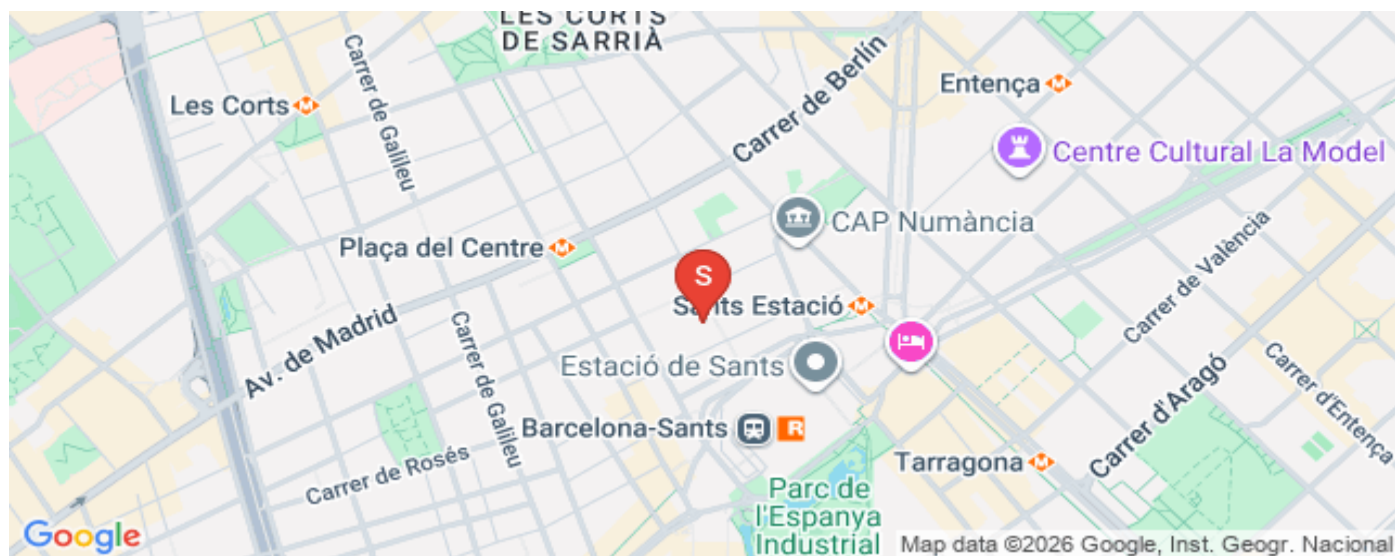 LES CORTS
DE SARRIÀ
Carrer de Galileu
Les Corts
Carrer de Berlín
Entença
Centre Cultural La Model
CAP Numància
Plaça del Centre
S
Sants Estació
Carrer de València
Av. de Madrid
Carrer de Galileu
Estació de Sants
Carrer d'Aragó
Carrer d'Entença
Barcelona-Sants
R
Carrer de Rosés
Tarragona
Parc de
l'Espanya
Industrial
Google
Map data ©2026 Google, Inst. Geogr. Nacional